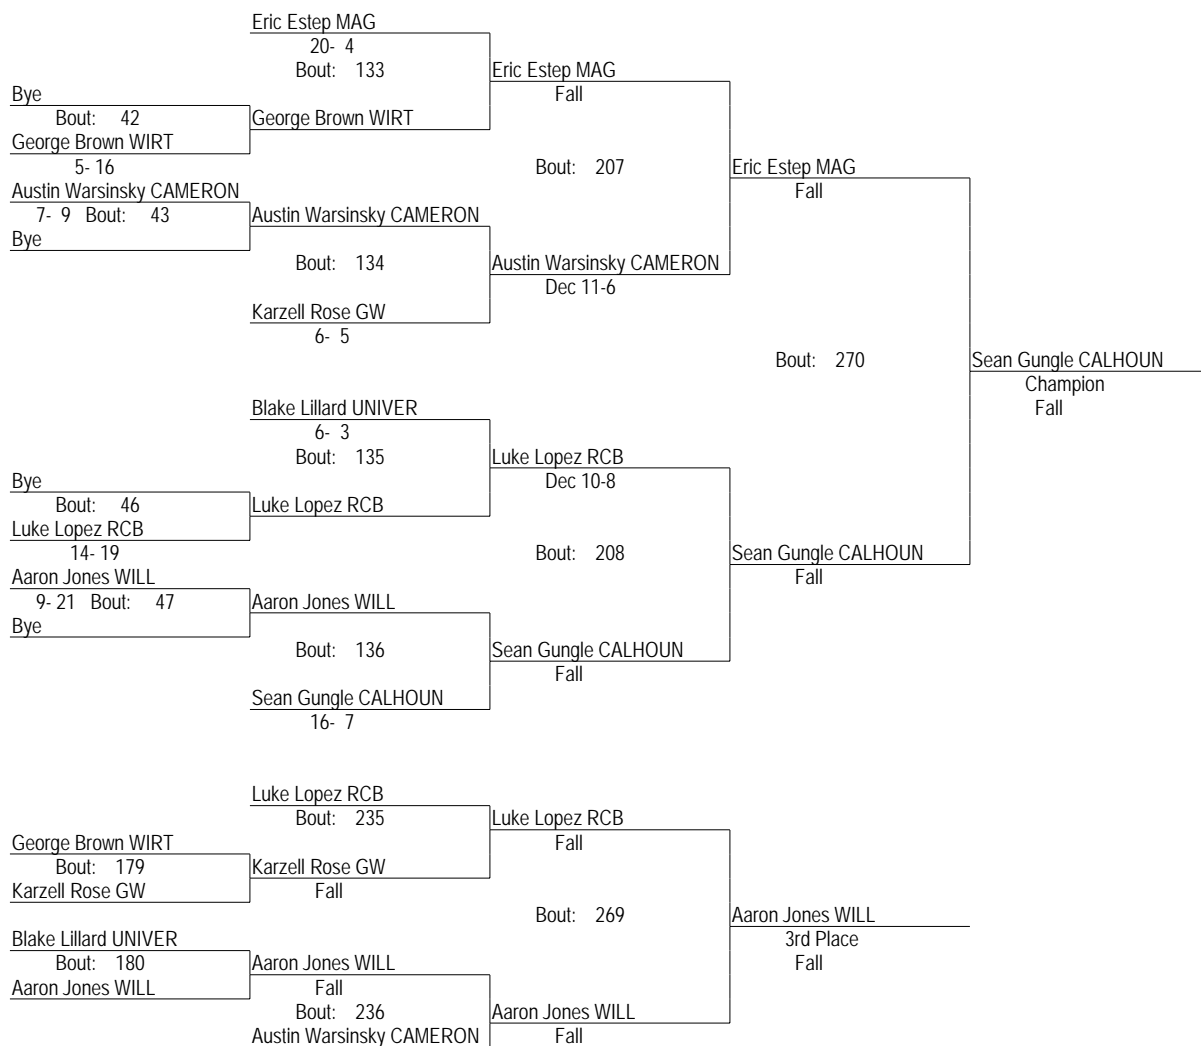 Eric Estep MAG
20- 4
Bout: 133
Eric Estep MAG
Fall
Bye
Bout: 42
George Brown WIRT
George Brown WIRT
5- 16
Bout: 207
Eric Estep MAG
Fall
Austin Warsinsky CAMERON
7- 9 Bout: 43
Austin Warsinsky CAMERON
Bye
Bout: 134
Austin Warsinsky CAMERON
Dec 11-6
Karzell Rose GW
6- 5
Bout: 270
Sean Gungle CALHOUN
Champion
Fall
Blake Lillard UNIVER
6- 3
Bout: 135
Luke Lopez RCB
Dec 10-8
Bye
Bout: 46
Luke Lopez RCB
Luke Lopez RCB
14- 19
Bout: 208
Sean Gungle CALHOUN
Fall
Aaron Jones WILL
9- 21 Bout: 47
Aaron Jones WILL
Bye
Bout: 136
Sean Gungle CALHOUN
Fall
Sean Gungle CALHOUN
16- 7
Luke Lopez RCB
Bout: 235
Luke Lopez RCB
Fall
George Brown WIRT
Bout: 179
Karzell Rose GW
Karzell Rose GW
Fall
Bout: 269
Aaron Jones WILL
3rd Place
Fall
Blake Lillard UNIVER
Bout: 180
Aaron Jones WILL
Aaron Jones WILL
Fall
Bout: 236
Aaron Jones WILL
Fall
Austin Warsinsky CAMERON